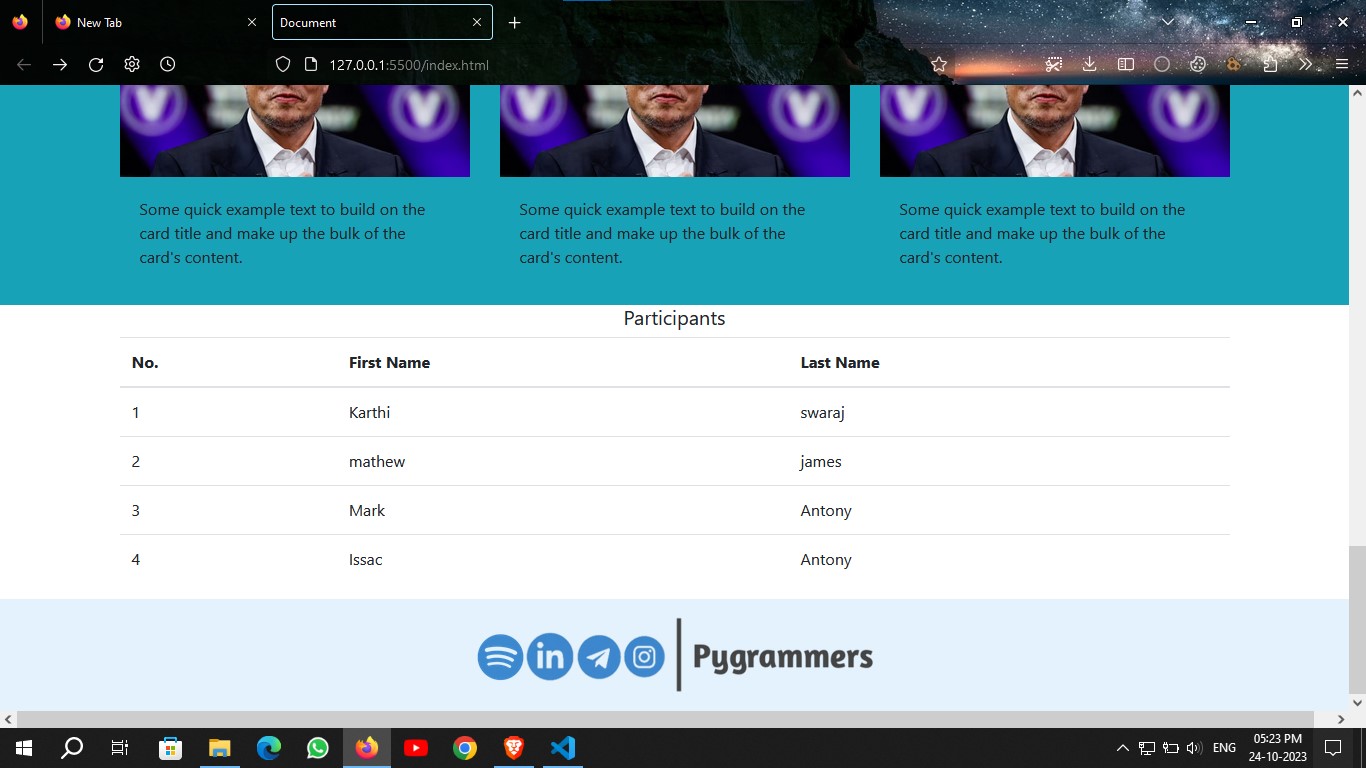 New Tab
Document
127.0.0.1:5500/index.html
Some quick example text to build on the
card title and make up the bulk of the
card's content.
Some quick example text to build on the
card title and make up the bulk of the
card's content.
Some quick example text to build on the
card title and make up the bulk of the
card's content.
Participants
No. First Name Last Name
1 Karthi swaraj
2 mathew james
3 Mark Antony
4 Issac Antony
in
Pygrammers
ENG
05:23 PM
24-10-2023